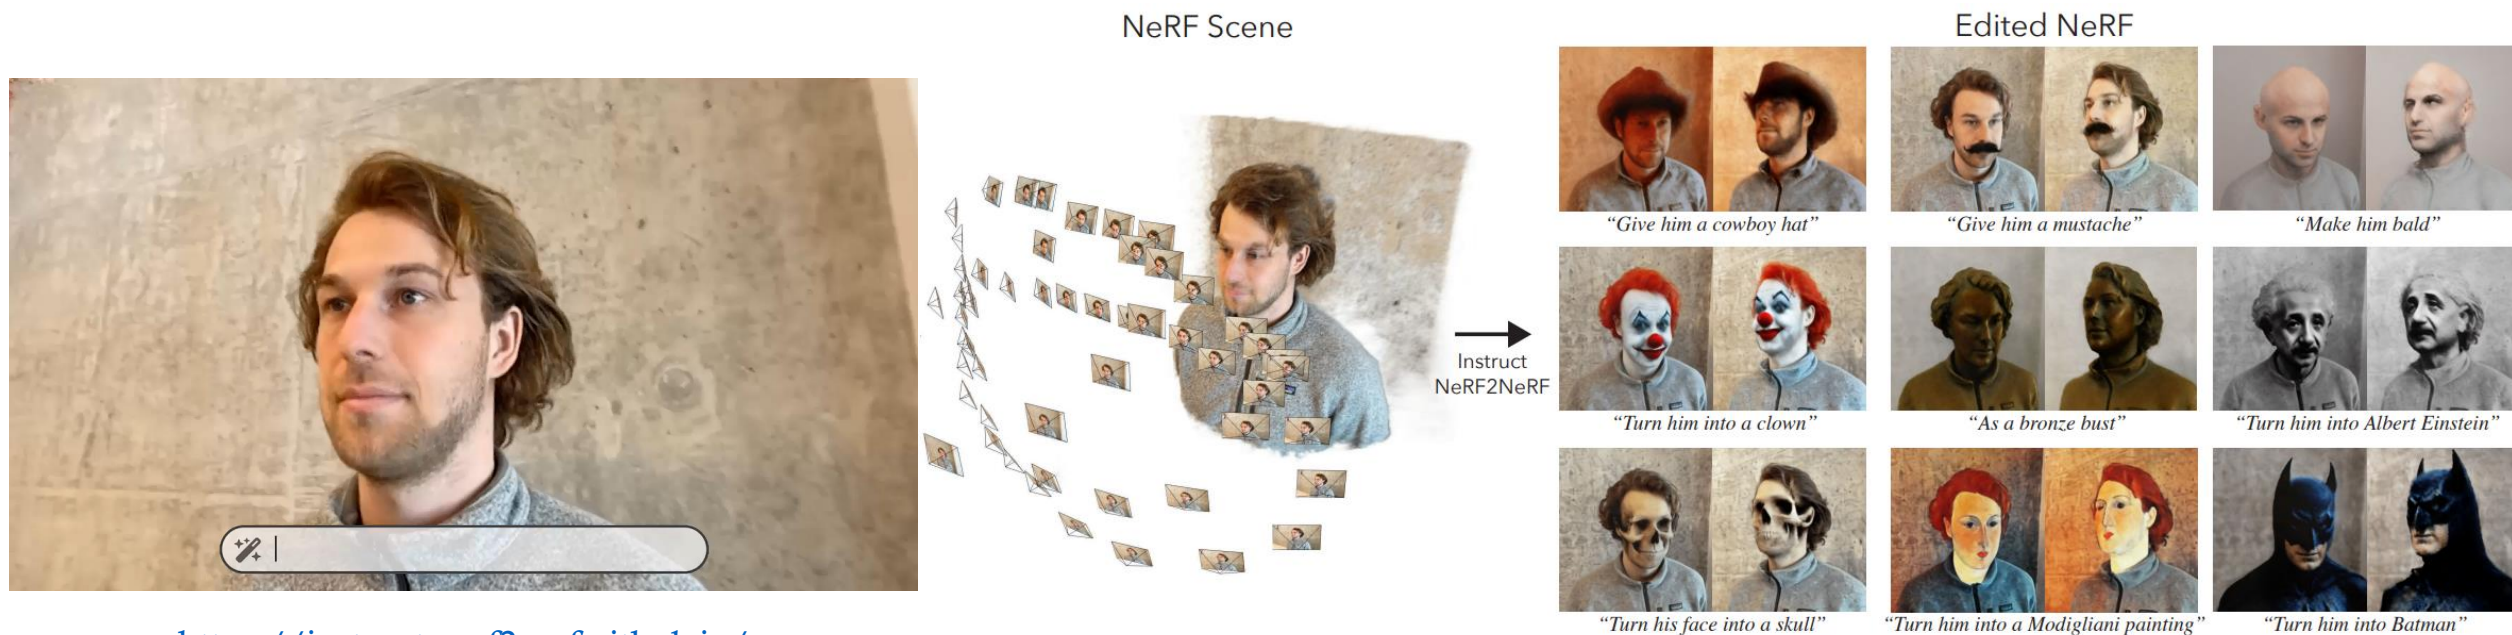 NeRF Scene
Edited NeRF
Instruct
NeRF2NeRF
“Give him a cowboy hat”
“Give him a mustache”
“Make him bald”
“Turn him into a clown”
“As a bronze bust”
“Turn him into Albert Einstein”
“Turn his face into a skull”
“Turn him into a Modigliani painting”
“Turn him into Batman”